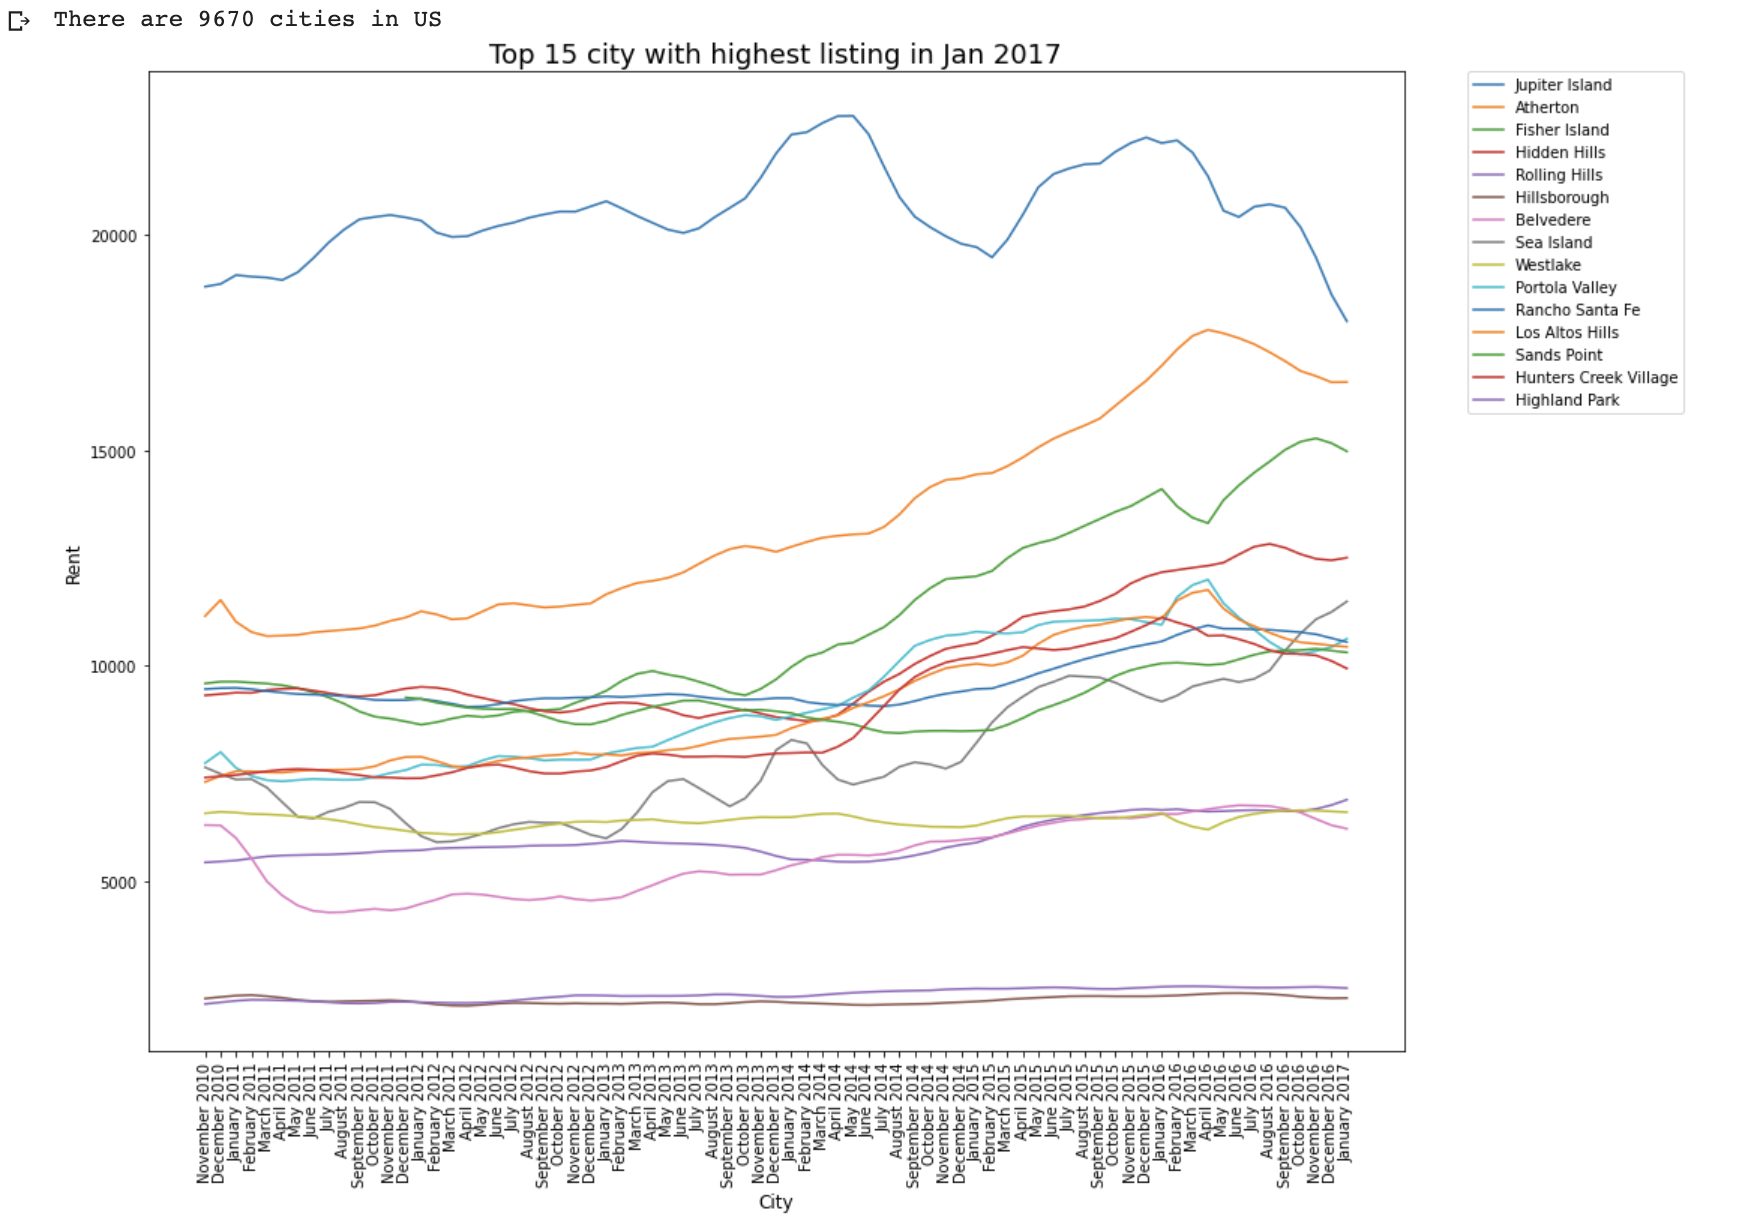 There are 9670 cities in US
Top 15 city with highest listing in Jan 2017
Jupiter Island
Atherton
Fisher Island
Hidden Hills
Rolling Hills
Hillsborough
Belvedere
Sea Island
Westlake
Portola Valley
Rancho Santa Fe
Los Altos Hills
Sands Point
Hunters Creek Village
Highland Park
Rent
20000
15000
10000
5000
November 2010
December 2010
January 2011
February 2011
March 2011
April 2011
May 2011
June 2011
July 2011
August 2011
September 2011
October 2011
November 2011
December 2011
January 2012
February 2012
March 2012
April 2012
May 2012
June 2012
July 2012
August 2012
September 2012
October 2012
November 2012
December 2012
January 2013
February 2013
March 2013
April 2013
May 2013
June 2013
July 2013
August 2013
September 2013
October 2013
November 2013
December 2013
January 2014
February 2014
March 2014
April 2014
May 2014
June 2014
July 2014
August 2014
September 2014
October 2014
November 2014
December 2014
January 2015
February 2015
March 2015
April 2015
May 2015
June 2015
July 2015
August 2015
September 2015
October 2015
November 2015
December 2015
January 2016
February 2016
March 2016
April 2016
May 2016
June 2016
July 2016
August 2016
September 2016
October 2016
November 2016
December 2016
January 2017
City